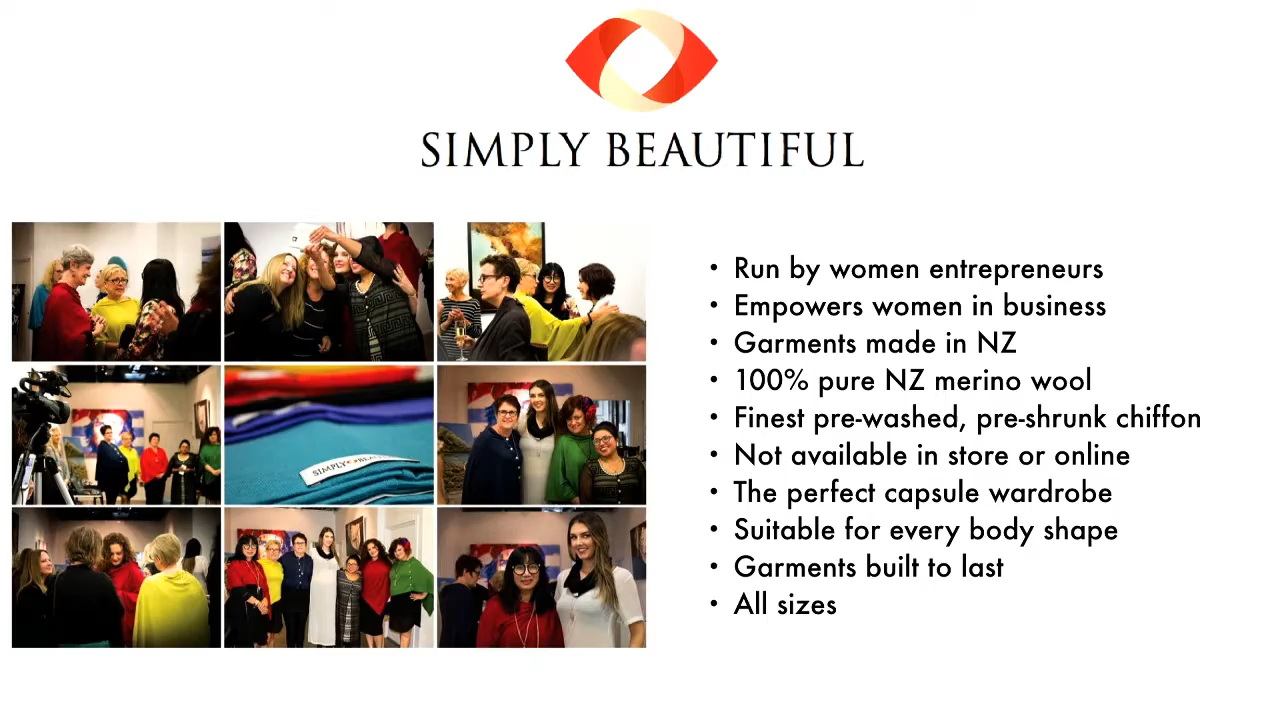 SIMPLY BEAUTIFUL
• Run by women entrepreneurs
• Empowers women in business
• Garments made in NZ
• 100% pure NZ merino wool
• Finest pre-washed, pre-shrunk chiffon
• Not available in store or online
• The perfect capsule wardrobe
• Suitable for every body shape
• Garments built to last
• All sizes
SIMPLY